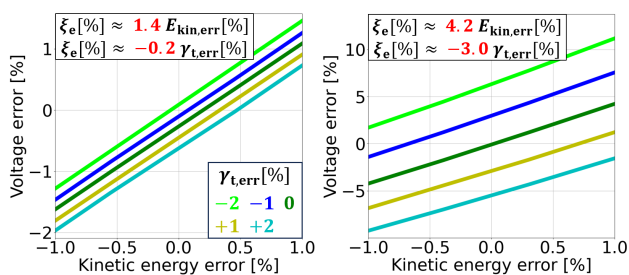 ξe[%] ≈ 1.4 Ekin,err[%]
ξe[%] ≈ −0.2 γt,err[%]
Voltage error [%]
1
0
−1
−2
γt,err[%]
−2 −1 0
+1 +2
−1.0 −0.5 0.0 0.5 1.0
Kinetic energy error [%]
ξe[%] ≈ 4.2 Ekin,err[%]
ξe[%] ≈ −3.0 γt,err[%]
Voltage error [%]
10
5
0
−5
−1.0 −0.5 0.0 0.5 1.0
Kinetic energy error [%]